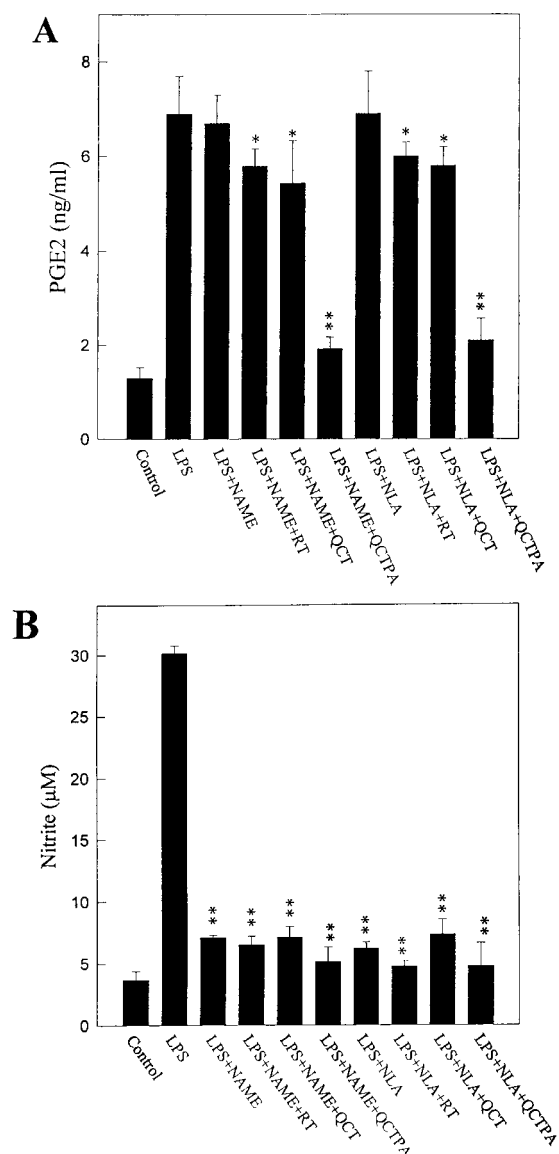 A
PGE2 (ng/ml)
8
6
4
2
0
*
*
**
*
*
**
Control
LPS
LPS+NAME
LPS+NAME+RT
LPS+NAME+QCT
LPS+NAME+QCTPA
LPS+NLA
LPS+NLA+RT
LPS+NLA+QCT
LPS+NLA+QCTPA
B
Nitrite (µM)
30
25
20
15
10
5
0
**
**
**
**
**
**
**
**
Control
LPS
LPS+NAME
LPS+NAME+RT
LPS+NAME+QCT
LPS+NAME+QCTPA
LPS+NLA
LPS+NLA+RT
LPS+NLA+QCT
LPS+NLA+QCTPA